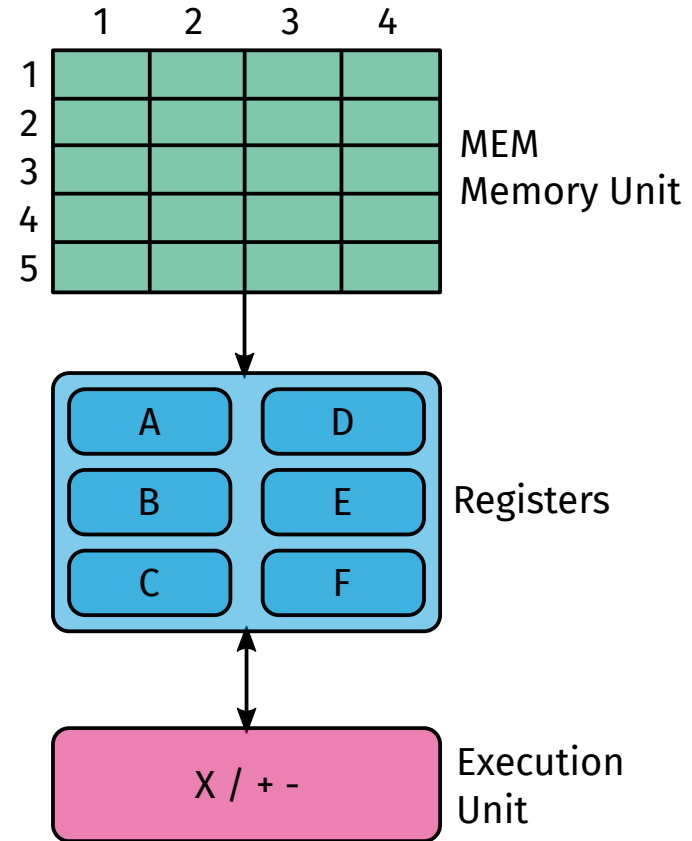 1 2 3 4
1
2
3
4
5
MEM
Memory Unit
A D
B E
C F
Registers
X / + -
Execution
Unit